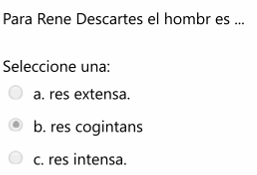 Para Rene Descartes el hombr es ...
Seleccione una:
a. res extensa.
b. res cogintans
c. res intensa.